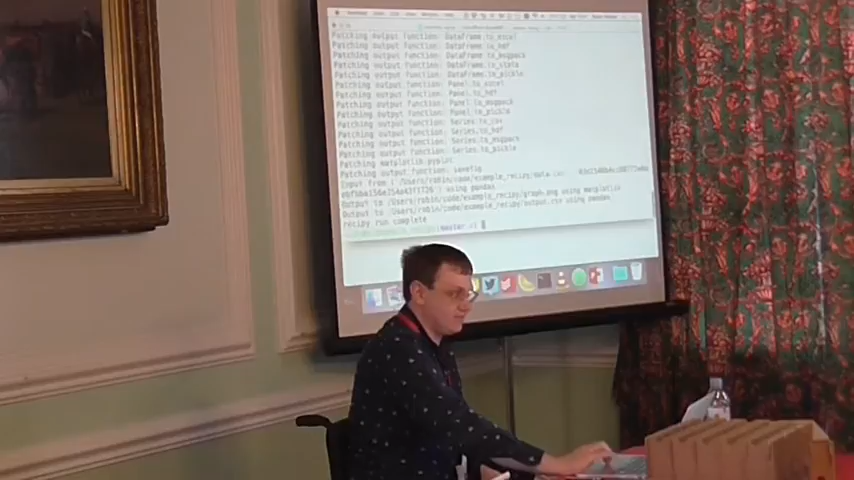 Patching output function: DataFrame.to_excel
Patching output function: DataFrame.to_hdf
Patching output function: DataFrame.to_msgpack
Patching output function: DataFrame.to_stata
Patching output function: DataFrame.to_pickle
Patching output function: Panel.to_excel
Patching output function: Panel.to_hdf
Patching output function: Panel.to_msgpack
Patching output function: Panel.to_pickle
Patching output function: Series.to_csv
Patching output function: Series.to_hdf
Patching output function: Series.to_msgpack
Patching output function: Series.to_pickle
Patching matplotlib.pyplot
Patching output function: savefig
Input from /Users/robin/code/example_recipy/data.csv
using pandas
Output to /Users/robin/code/example_recipy/graph.png using matplotlib
Output to /Users/robin/code/example_recipy/output.csv using pandas
recipy run complete